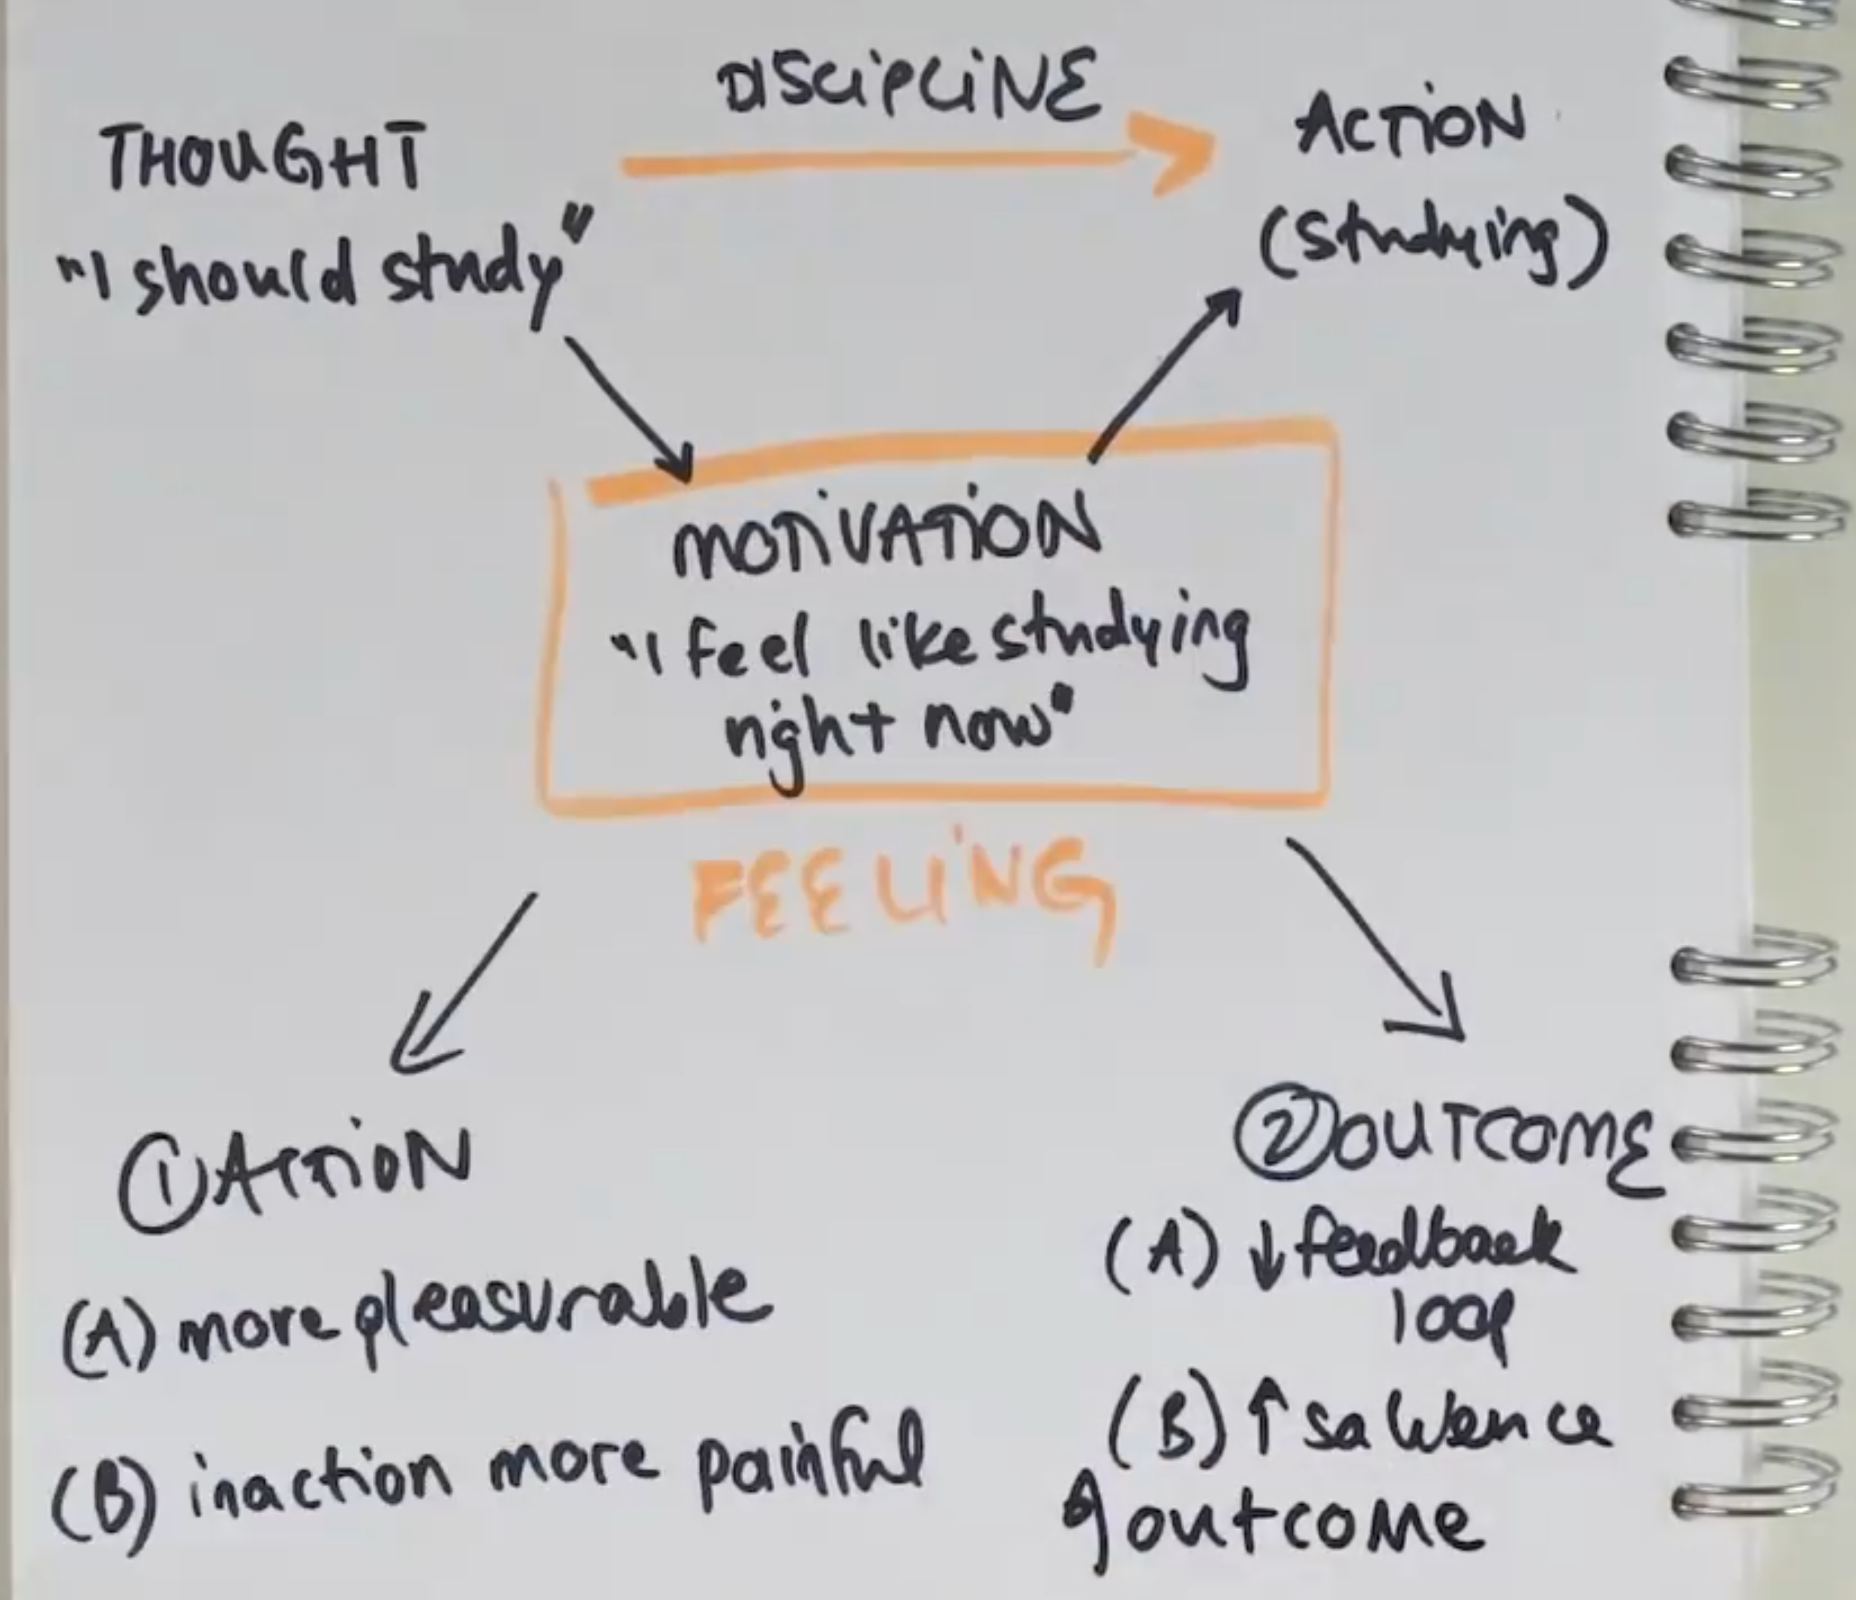 DISCIPLINE
THOUGHT
"I should study"
ACTION
(studying)
MOTIVATION
"I feel like studying
right now"
FEELING
① ACTION
(A) more pleasurable
(B) inaction more painful
② OUTCOME
(A) ↓ feedback
loop
(B) ↑ salience
of outcome